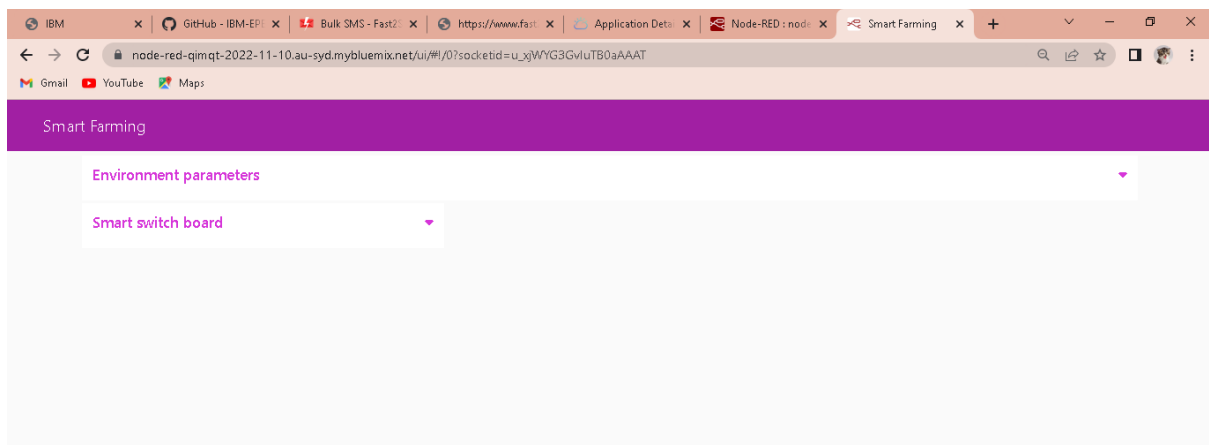 IBM GitHub - IBM-EPB Bulk SMS - Fast2S https://www.fast Application Detai Node-RED : node Smart Farming
node-red-qimqt-2022-11-10.au-syd.mybluemix.net/ui/#!/0?socketid=u_xjWYG3GvIuTB0aAAAT
Gmail YouTube Maps
Smart Farming
Environment parameters
Smart switch board